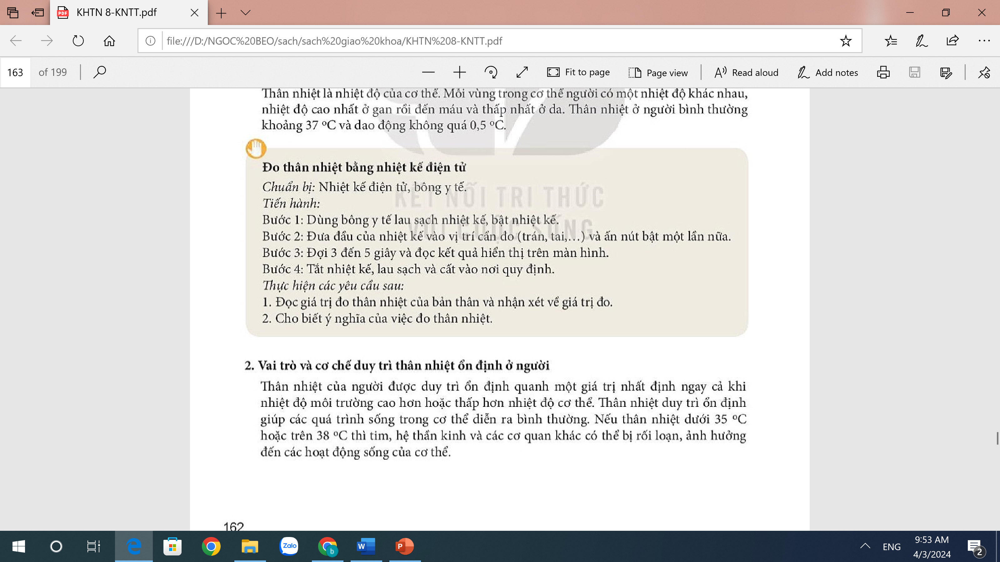 KHTN 8-KNTT.pdf
file:///D:/NGOC%20BEO/sach/sach%20giao%20khoa/KHTN%208-KNTT.pdf
163 of 199 Fit to page Page view Read aloud Add notes
Thân nhiệt là nhiệt độ của cơ thể. Mỗi vùng trong cơ thể người có một nhiệt độ khác nhau,
nhiệt độ cao nhất ở gan rồi đến máu và thấp nhất ở da. Thân nhiệt ở người bình thường
khoảng 37 °C và dao động không quá 0,5 °C.
Đo thân nhiệt bằng nhiệt kế điện tử
Chuẩn bị: Nhiệt kế điện tử, bông y tế.
KẾT NỐI TRI THỨC
Tiến hành:
Bước 1: Dùng bông y tế lau sạch nhiệt kế, bật nhiệt kế.
VỚI CUỘC SỐNG
Bước 2: Đưa đầu của nhiệt kế vào vị trí cần đo (trán, tai,...) và ấn nút bật một lần nữa.
Bước 3: Đợi 3 đến 5 giây và đọc kết quả hiển thị trên màn hình.
Bước 4: Tắt nhiệt kế, lau sạch và cất vào nơi quy định.
Thực hiện các yêu cầu sau:
1. Đọc giá trị đo thân nhiệt của bản thân và nhận xét về giá trị đo.
2. Cho biết ý nghĩa của việc đo thân nhiệt.
2. Vai trò và cơ chế duy trì thân nhiệt ổn định ở người
Thân nhiệt của người được duy trì ổn định quanh một giá trị nhất định ngay cả khi
nhiệt độ môi trường cao hơn hoặc thấp hơn nhiệt độ cơ thể. Thân nhiệt duy trì ổn định
giúp các quá trình sống trong cơ thể diễn ra bình thường. Nếu thân nhiệt dưới 35 °C
hoặc trên 38 °C thì tim, hệ thần kinh và các cơ quan khác có thể bị rối loạn, ảnh hưởng
đến các hoạt động sống của cơ thể.
162
Zalo
ENG
9:53 AM
4/3/2024
2